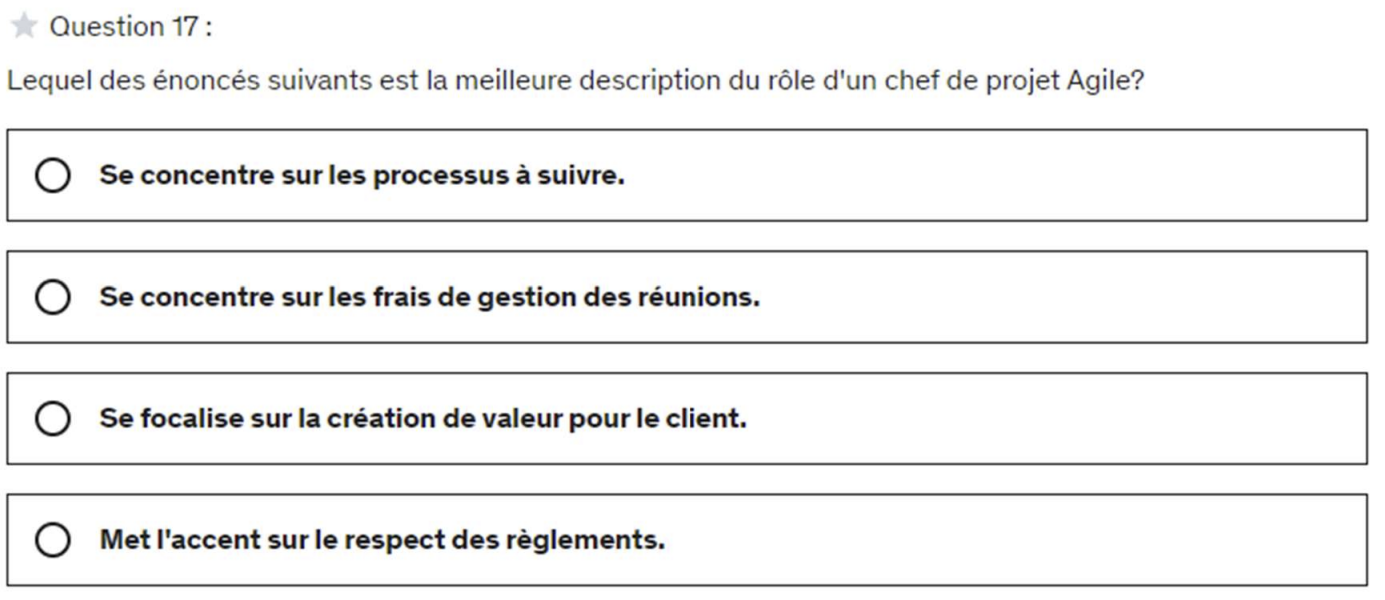 Question 17 :
Lequel des énoncés suivants est la meilleure description du rôle d'un chef de projet Agile?
Se concentre sur les processus à suivre.
Se concentre sur les frais de gestion des réunions.
Se focalise sur la création de valeur pour le client.
Met l'accent sur le respect des règlements.